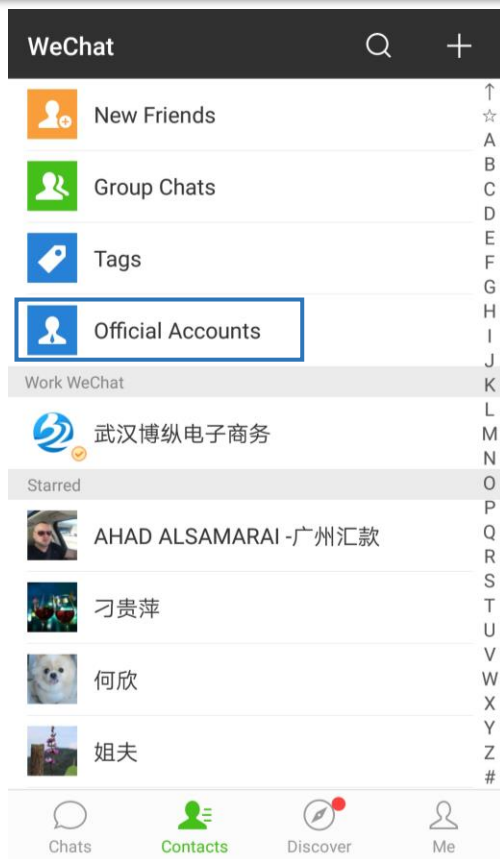 WeChat
New Friends
Group Chats
Tags
Official Accounts
Work WeChat
武汉博纵电子商务
Starred
AHAD ALSAMARAI -广州汇款
刁贵萍
何欣
姐夫
↑
☆
A
B
C
D
E
F
G
H
I
J
K
L
M
N
O
P
Q
R
S
T
U
V
W
X
Y
Z
#
Chats
Contacts
Discover
Me